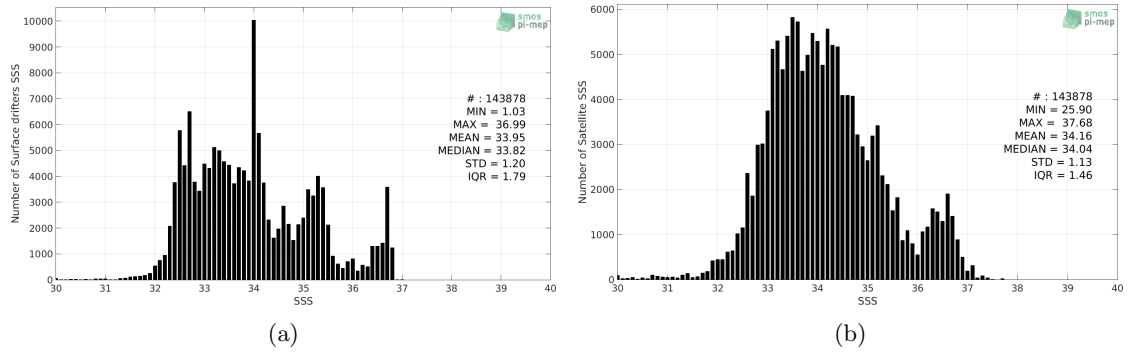 10000
9000
8000
7000
6000
5000
4000
3000
2000
1000
0
Number of Surface drifters SSS
smos
pi-mep
# : 143878
MIN = 1.03
MAX = 36.99
MEAN = 33.95
MEDIAN = 33.82
STD = 1.20
IQR = 1.79
30 31 32 33 34 35 36 37 38 39 40
SSS
(a)
6000
5000
4000
3000
2000
1000
0
Number of Satellite SSS
smos
pi-mep
# : 143878
MIN = 25.90
MAX = 37.68
MEAN = 34.16
MEDIAN = 34.04
STD = 1.13
IQR = 1.46
30 31 32 33 34 35 36 37 38 39 40
SSS
(b)